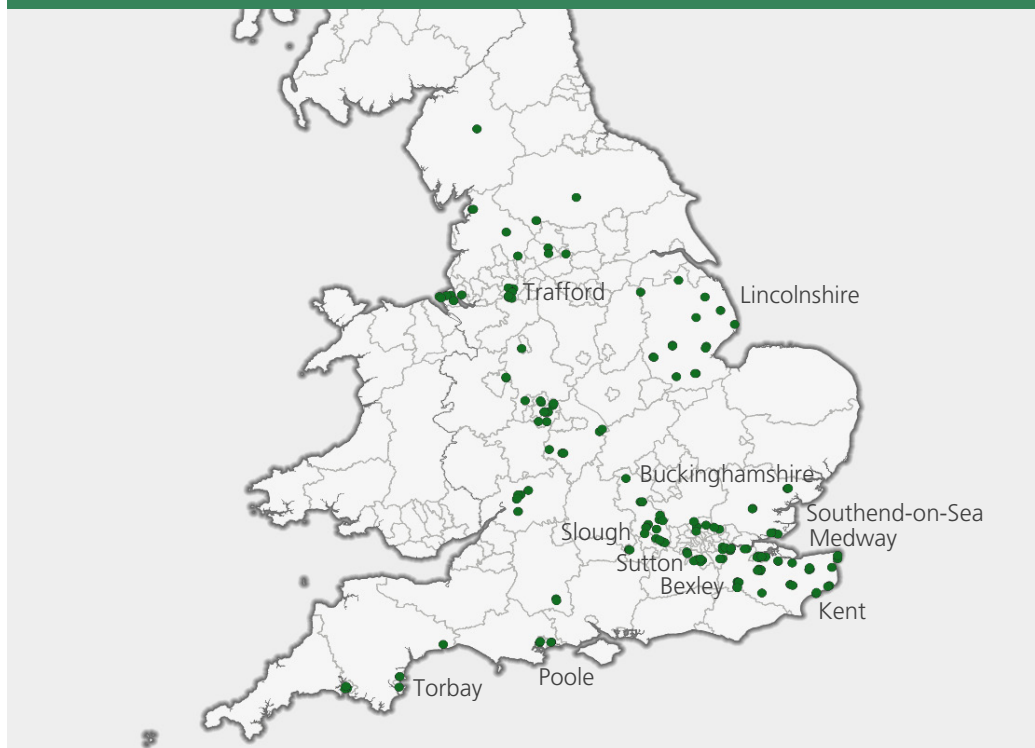 Trafford
Lincolnshire
Buckinghamshire
Southend-on-Sea
Slough
Medway
Sutton
Bexley
Kent
Poole
Torbay